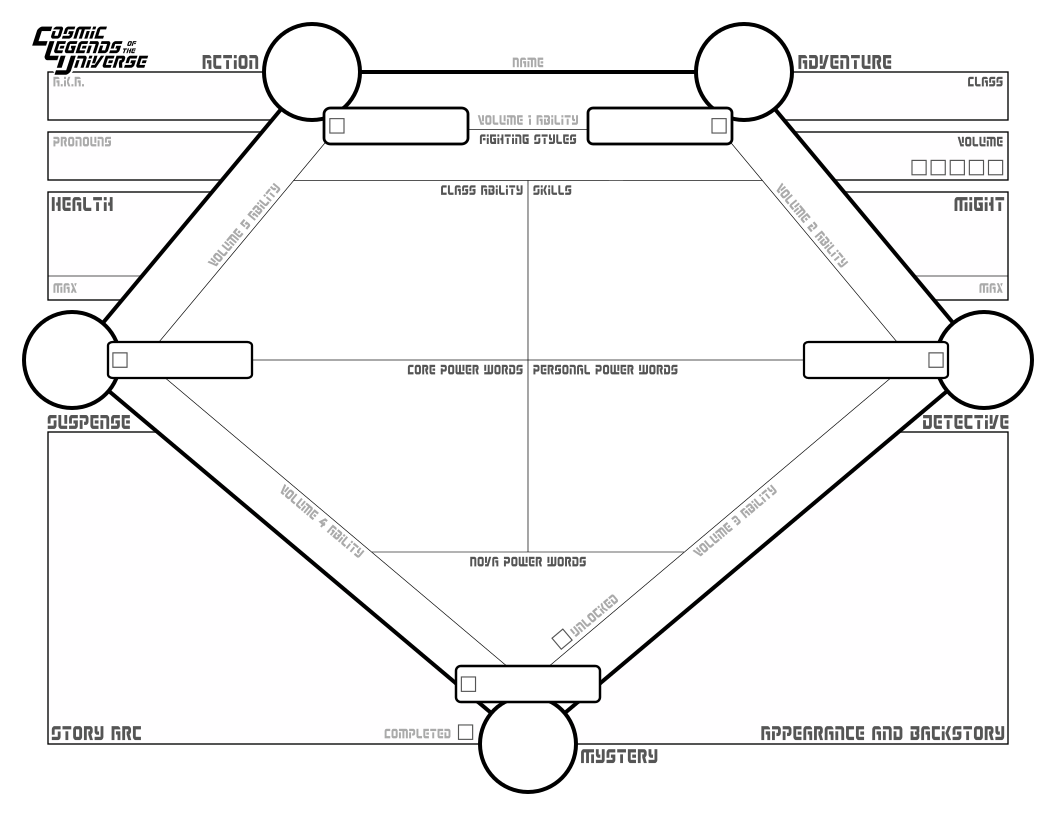 COSMIC
LEGENDS OF
THE
UNIVERSE
ACTION
NAME
ADVENTURE
A.K.A.
CLASS
VOLUME 1 ABILITY
FIGHTING STYLES
PRONOUNS
VOLUME
CLASS ABILITY
SKILLS
HEALTH
MIGHT
VOLUME 5 ABILITY
VOLUME 2 ABILITY
MAX
MAX
CORE POWER WORDS
PERSONAL POWER WORDS
SUSPENSE
DETECTIVE
VOLUME 4 ABILITY
VOLUME 3 ABILITY
NOVA POWER WORDS
UNLOCKED
STORY ARC
COMPLETED
APPEARANCE AND BACKSTORY
MYSTERY